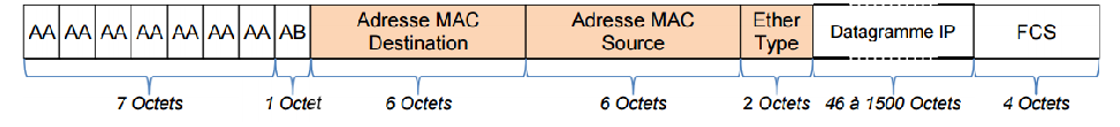 AA AA AA AA AA AA AA AB Adresse MAC Destination Adresse MAC Source Ether Type Datagramme IP FCS
7 Octets 1 Octet 6 Octets 6 Octets 2 Octets 46 à 1500 Octets 4 Octets